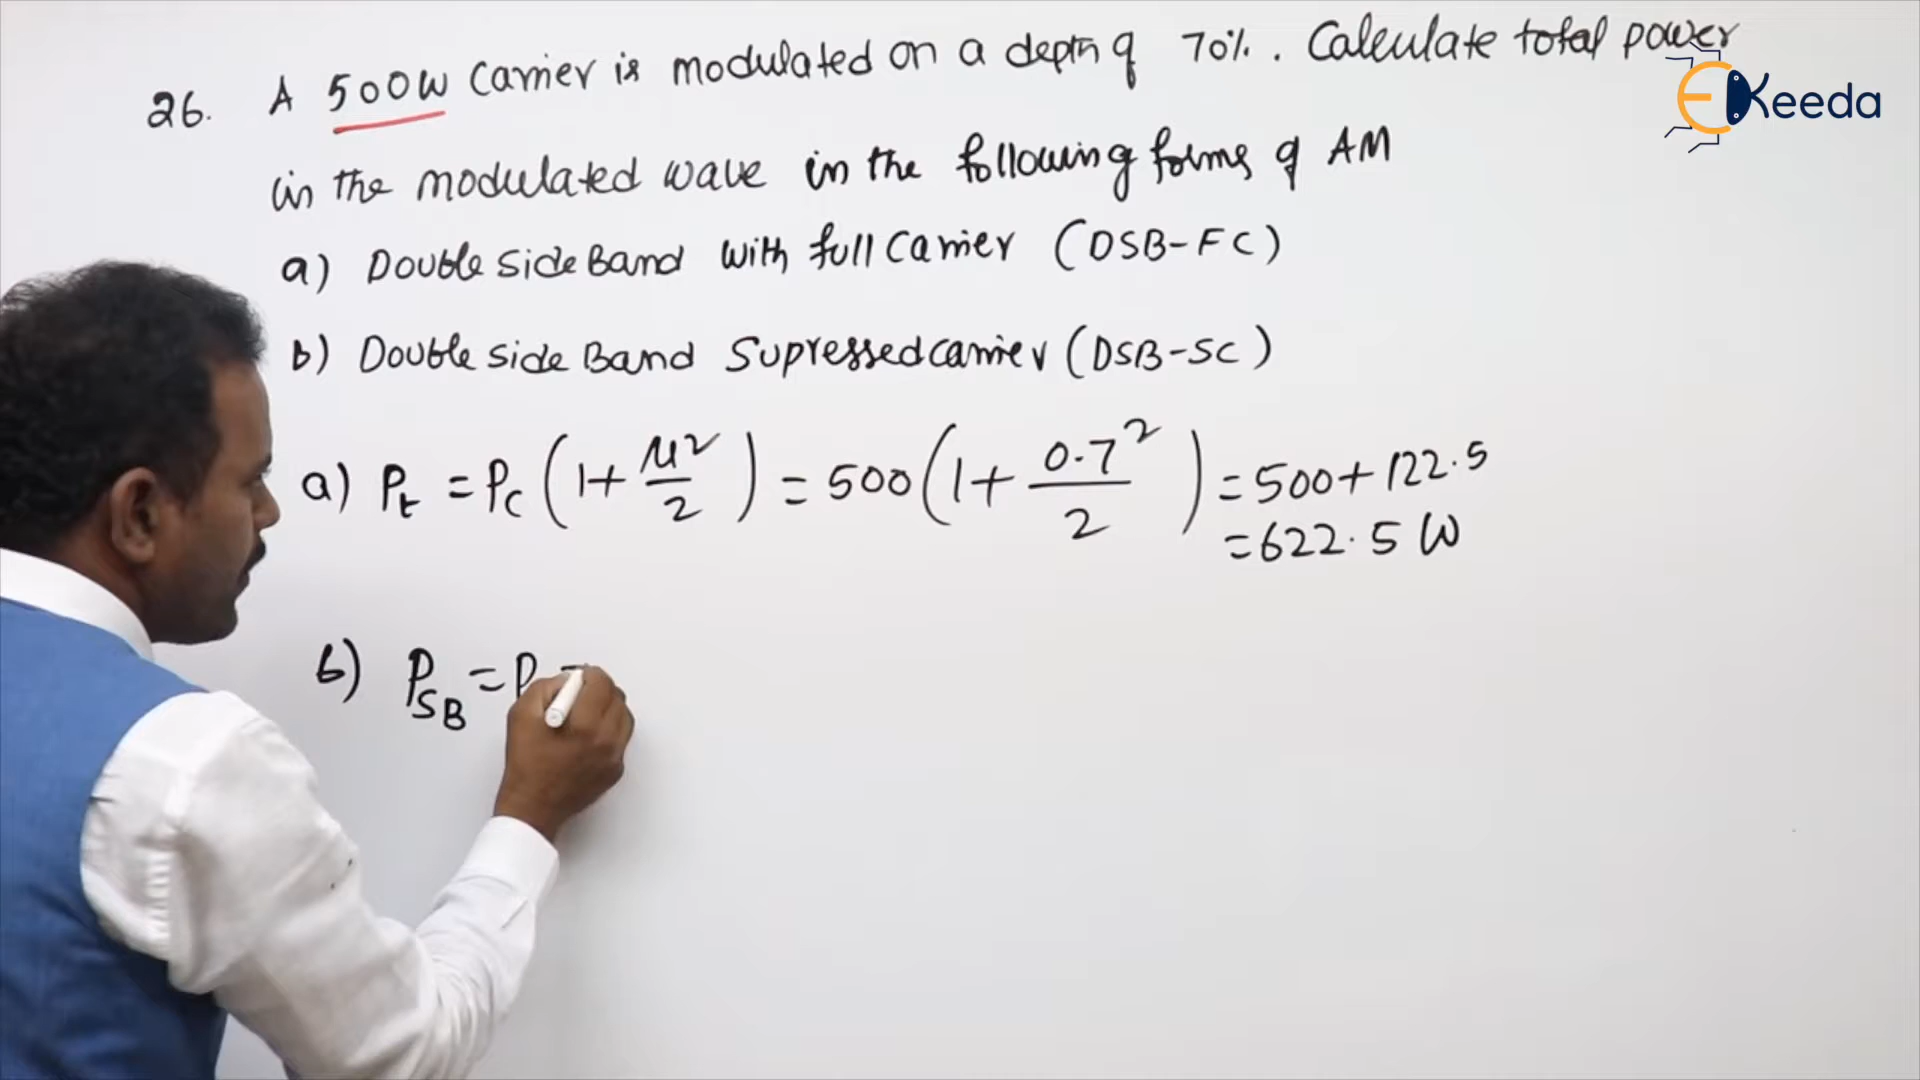 26. A 500W Carrier is modulated on a depth of 70%. Calculate total power
in the modulated wave in the following forms of AM
a) Double side Band with full Carrier (DSB-FC)
b) Double side Band Supressed carrier (DSB-SC)
a) Pt = Pc (1 + μ²/2) = 500 (1 + 0.7²/2) = 500 + 122.5
= 622.5 W
b) PSB = P
EKeeda